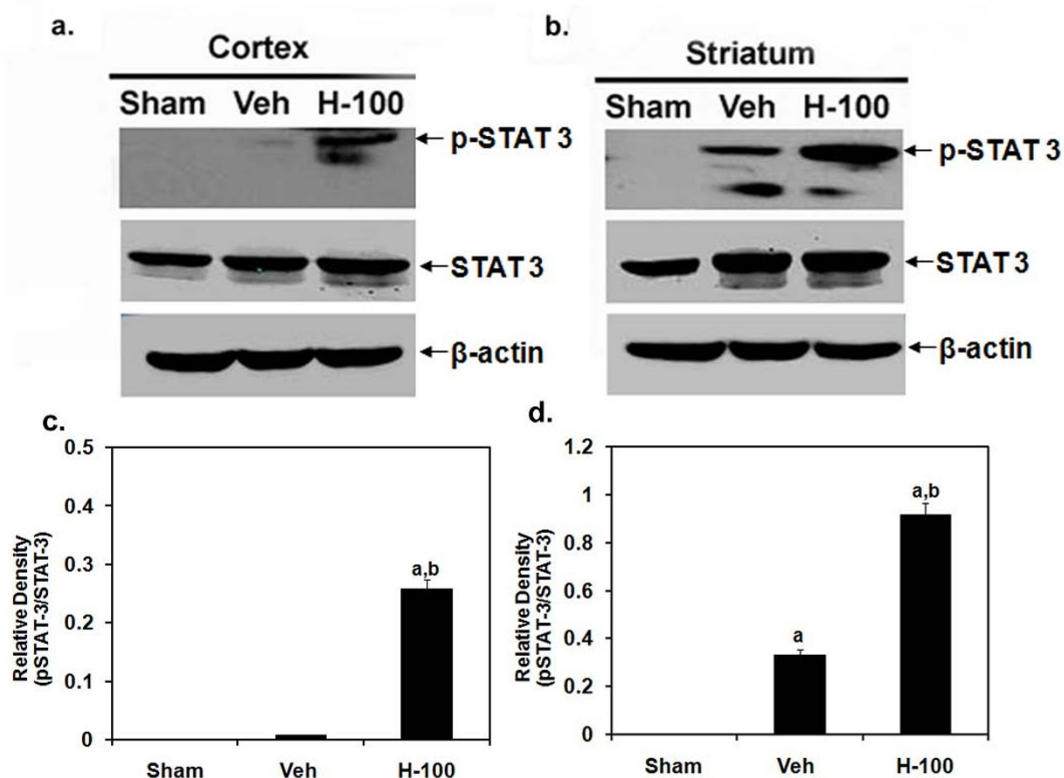 a.
Cortex
Sham Veh H-100
p-STAT 3
STAT 3
β-actin
b.
Striatum
Sham Veh H-100
p-STAT 3
STAT 3
β-actin
c.
0.5
0.4
0.3
0.2
0.1
0
Relative Density
(pSTAT-3/STAT-3)
a,b
Sham Veh H-100
d.
1.2
1
0.8
0.6
0.4
0.2
0
Relative Density
(pSTAT-3/STAT-3)
a
a,b
Sham Veh H-100